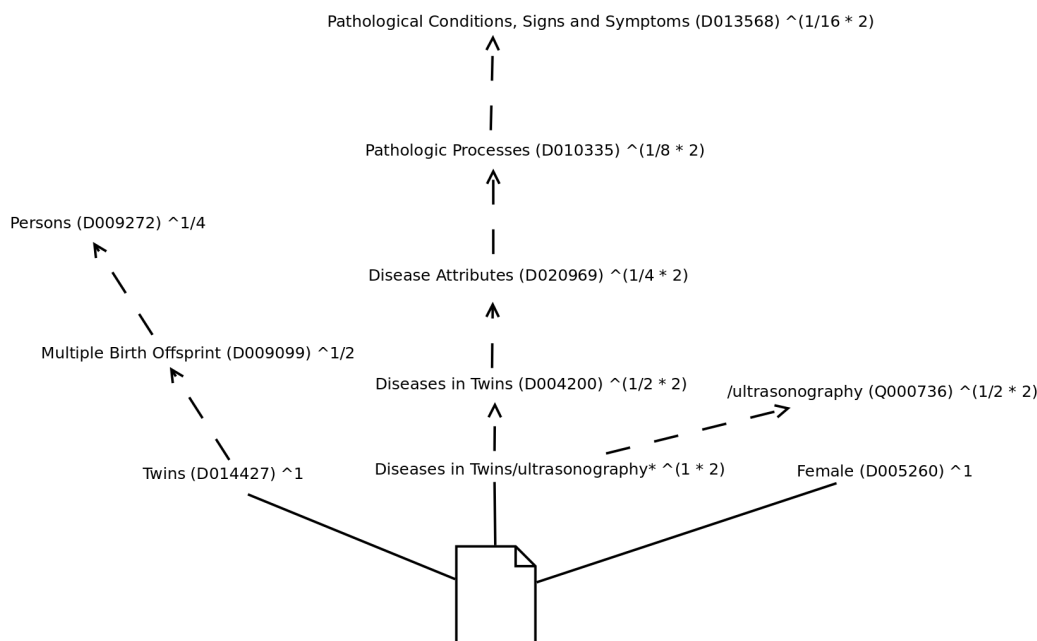 Pathological Conditions, Signs and Symptoms (D013568) ^(1/16 * 2)
Pathologic Processes (D010335) ^(1/8 * 2)
Persons (D009272) ^1/4
Disease Attributes (D020969) ^(1/4 * 2)
Multiple Birth Offsprint (D009099) ^1/2
Diseases in Twins (D004200) ^(1/2 * 2)
/ultrasonography (Q000736) ^(1/2 * 2)
Twins (D014427) ^1
Diseases in Twins/ultrasonography* ^(1 * 2)
Female (D005260) ^1